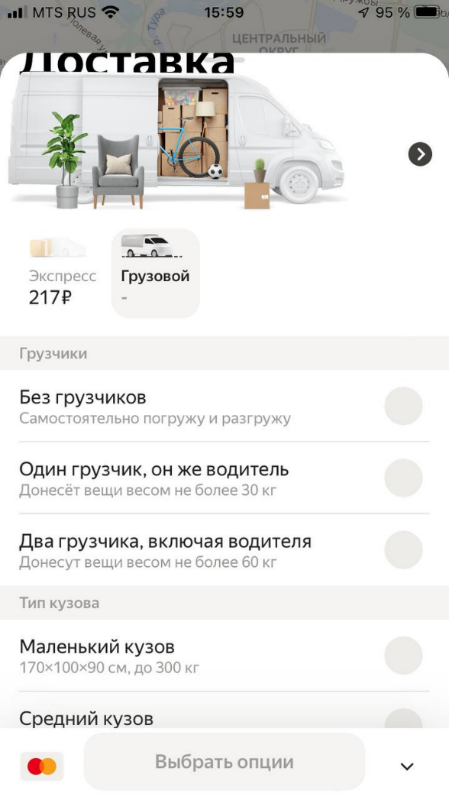 MTS RUS 15:59 95 %
Полевая
р. Тура
ЦЕНТРАЛЬНЫЙ
ОКРУГ
Доставка
Экспресс
217₽
Грузовой
-
Грузчики
Без грузчиков
Самостоятельно погружу и разгружу
Один грузчик, он же водитель
Донесёт вещи весом не более 30 кг
Два грузчика, включая водителя
Донесут вещи весом не более 60 кг
Тип кузова
Маленький кузов
170×100×90 см, до 300 кг
Средний кузов
Выбрать опции